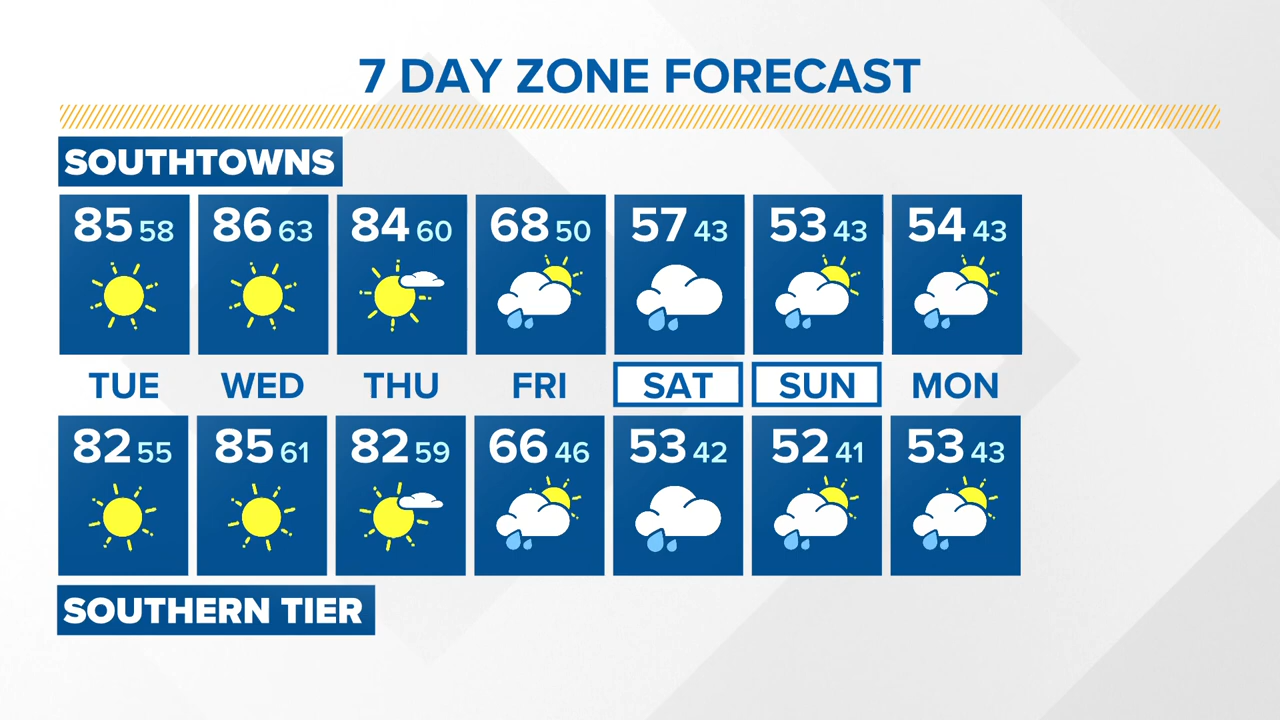 7 DAY ZONE FORECAST
SOUTHTOWNS
85 58 86 63 84 60 68 50 57 43 53 43 54 43
TUE WED THU FRI SAT SUN MON
82 55 85 61 82 59 66 46 53 42 52 41 53 43
SOUTHERN TIER